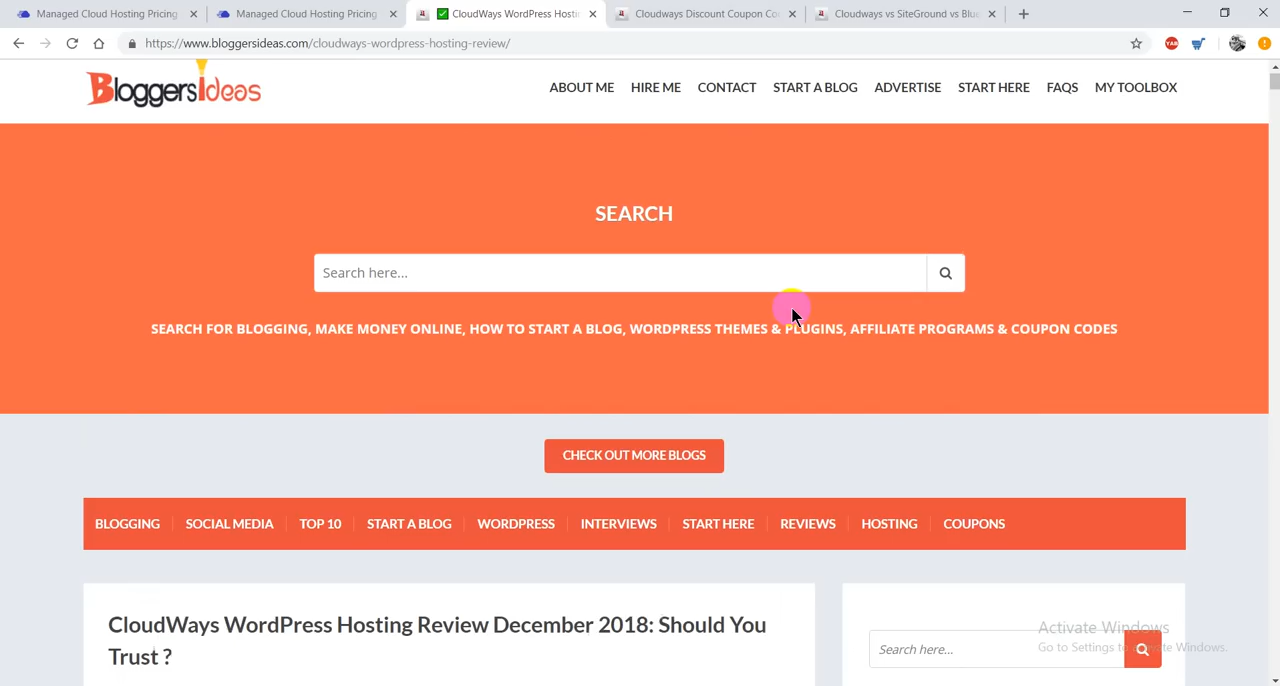 Managed Cloud Hosting Pricing
Managed Cloud Hosting Pricing
✅ CloudWays WordPress Hostin
Cloudways Discount Coupon Co
Cloudways vs SiteGround vs Blu
https://www.bloggersideas.com/cloudways-wordpress-hosting-review/
BloggersIdeas
ABOUT ME HIRE ME CONTACT START A BLOG ADVERTISE START HERE FAQS MY TOOLBOX
SEARCH
Search here...
SEARCH FOR BLOGGING, MAKE MONEY ONLINE, HOW TO START A BLOG, WORDPRESS THEMES & PLUGINS, AFFILIATE PROGRAMS & COUPON CODES
CHECK OUT MORE BLOGS
BLOGGING SOCIAL MEDIA TOP 10 START A BLOG WORDPRESS INTERVIEWS START HERE REVIEWS HOSTING COUPONS
CloudWays WordPress Hosting Review December 2018: Should You
Trust ?
Search here...
Activate Windows
Go to Settings to activate Windows.